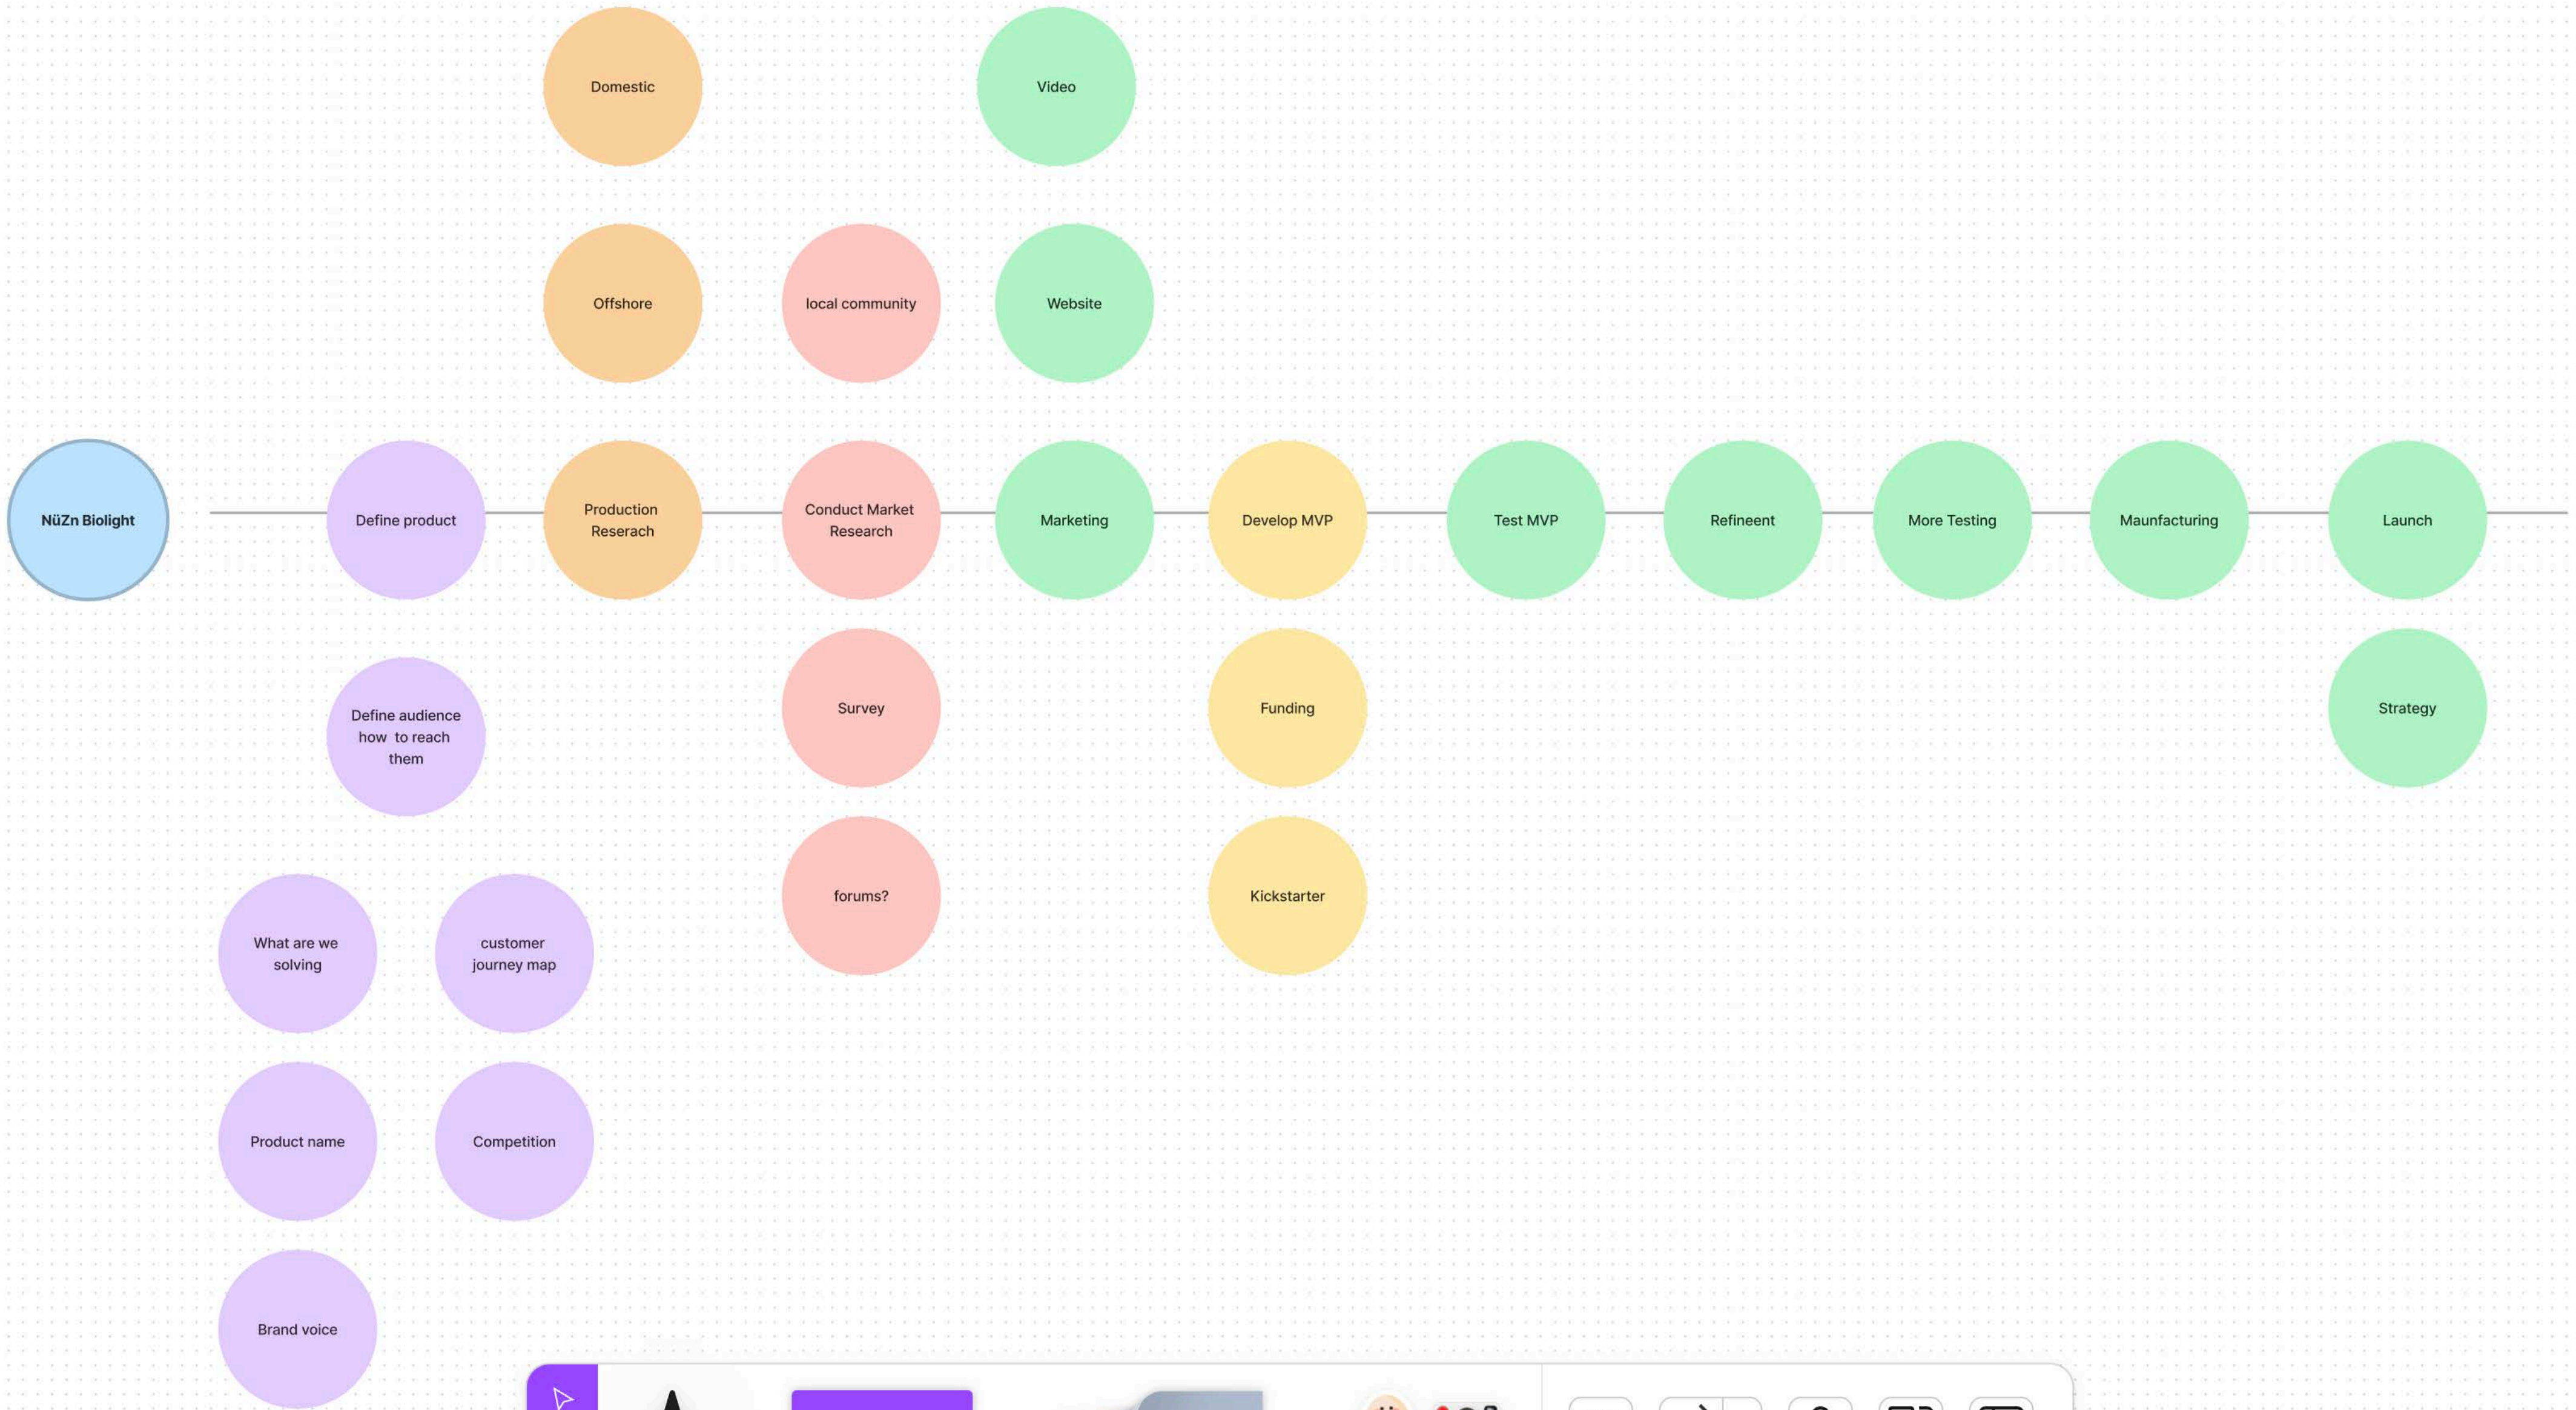 Domestic
Video
Offshore
local community
Website
NüZn Biolight
Define product
Production
Reserach
Conduct Market
Research
Marketing
Develop MVP
Test MVP
Refineent
More Testing
Maunfacturing
Launch
Define audience
how  to reach
them
Survey
Funding
Strategy
forums?
Kickstarter
What are we
solving
customer
journey map
Product name
Competition
Brand voice